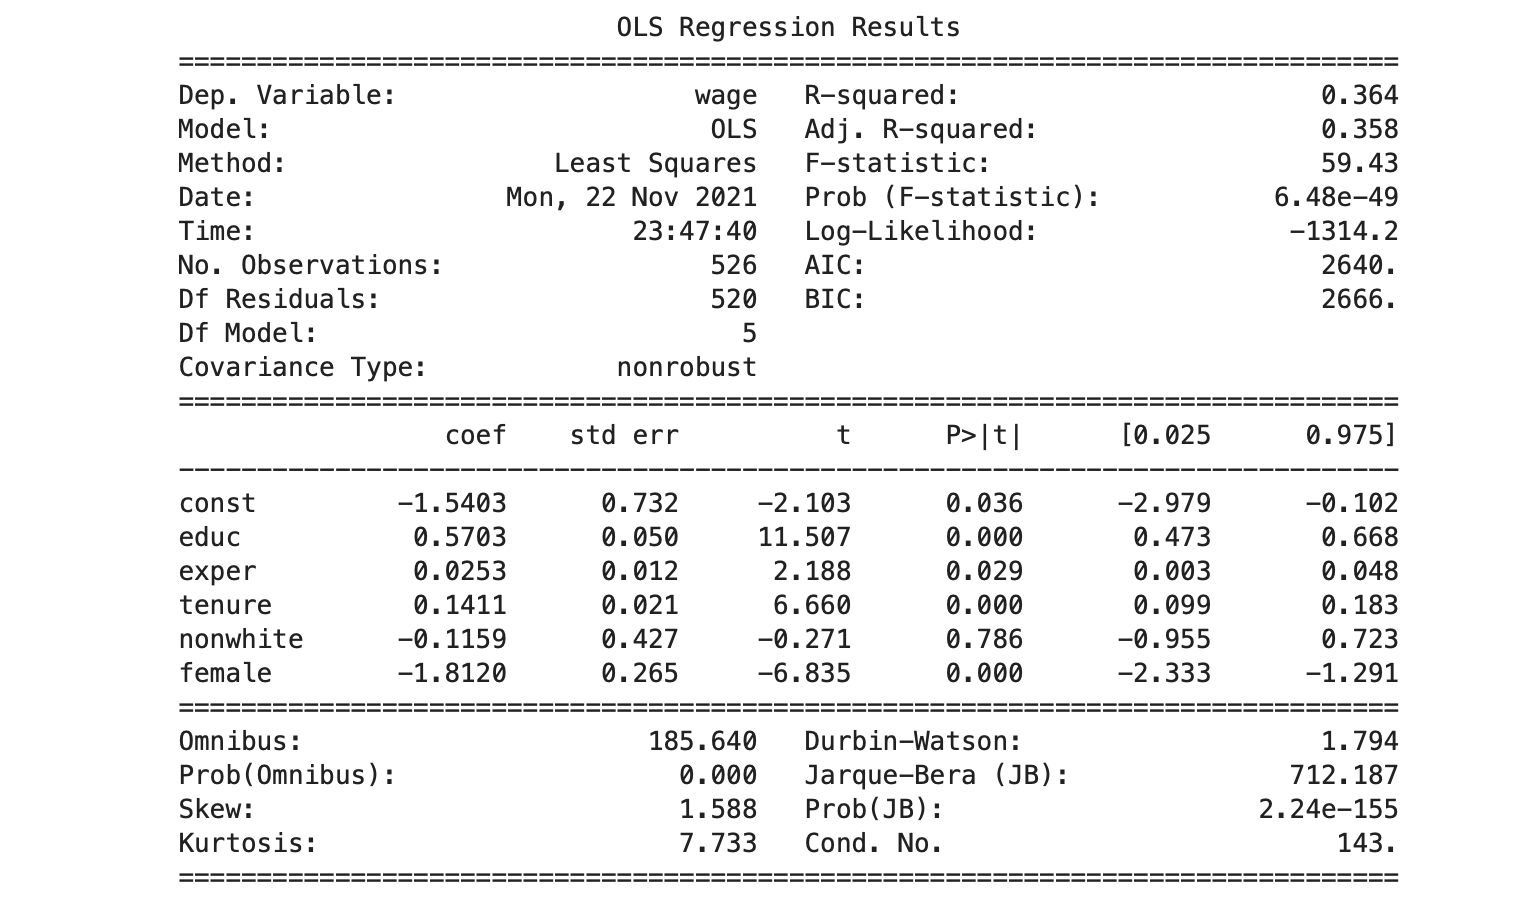 OLS Regression Results
==============================================================================
Dep. Variable:                   wage   R-squared:                       0.364
Model:                            OLS   Adj. R-squared:                  0.358
Method:                 Least Squares   F-statistic:                     59.43
Date:                Mon, 22 Nov 2021   Prob (F-statistic):           6.48e-49
Time:                        23:47:40   Log-Likelihood:                -1314.2
No. Observations:                 526   AIC:                             2640.
Df Residuals:                     520   BIC:                             2666.
Df Model:                           5
Covariance Type:            nonrobust
==============================================================================
                 coef    std err          t      P>|t|      [0.025      0.975]
------------------------------------------------------------------------------
const         -1.5403      0.732     -2.103      0.036      -2.979      -0.102
educ           0.5703      0.050     11.507      0.000       0.473       0.668
exper          0.0253      0.012      2.188      0.029       0.003       0.048
tenure         0.1411      0.021      6.660      0.000       0.099       0.183
nonwhite      -0.1159      0.427     -0.271      0.786      -0.955       0.723
female        -1.8120      0.265     -6.835      0.000      -2.333      -1.291
==============================================================================
Omnibus:                      185.640   Durbin-Watson:                   1.794
Prob(Omnibus):                  0.000   Jarque-Bera (JB):              712.187
Skew:                           1.588   Prob(JB):                    2.24e-155
Kurtosis:                       7.733   Cond. No.                         143.
==============================================================================